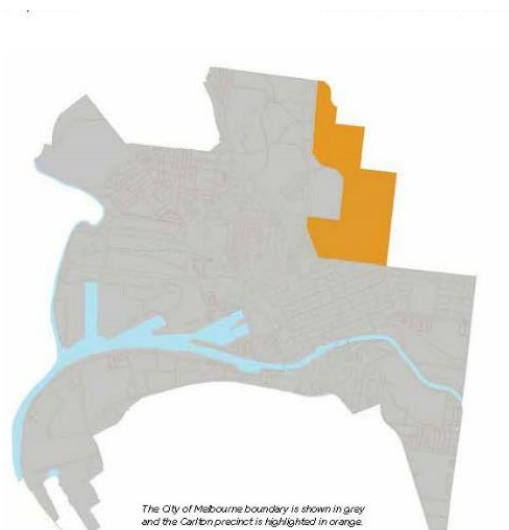 The City of Melbourne boundary is shown in grey
and the Carlton precinct is highlighted in orange.